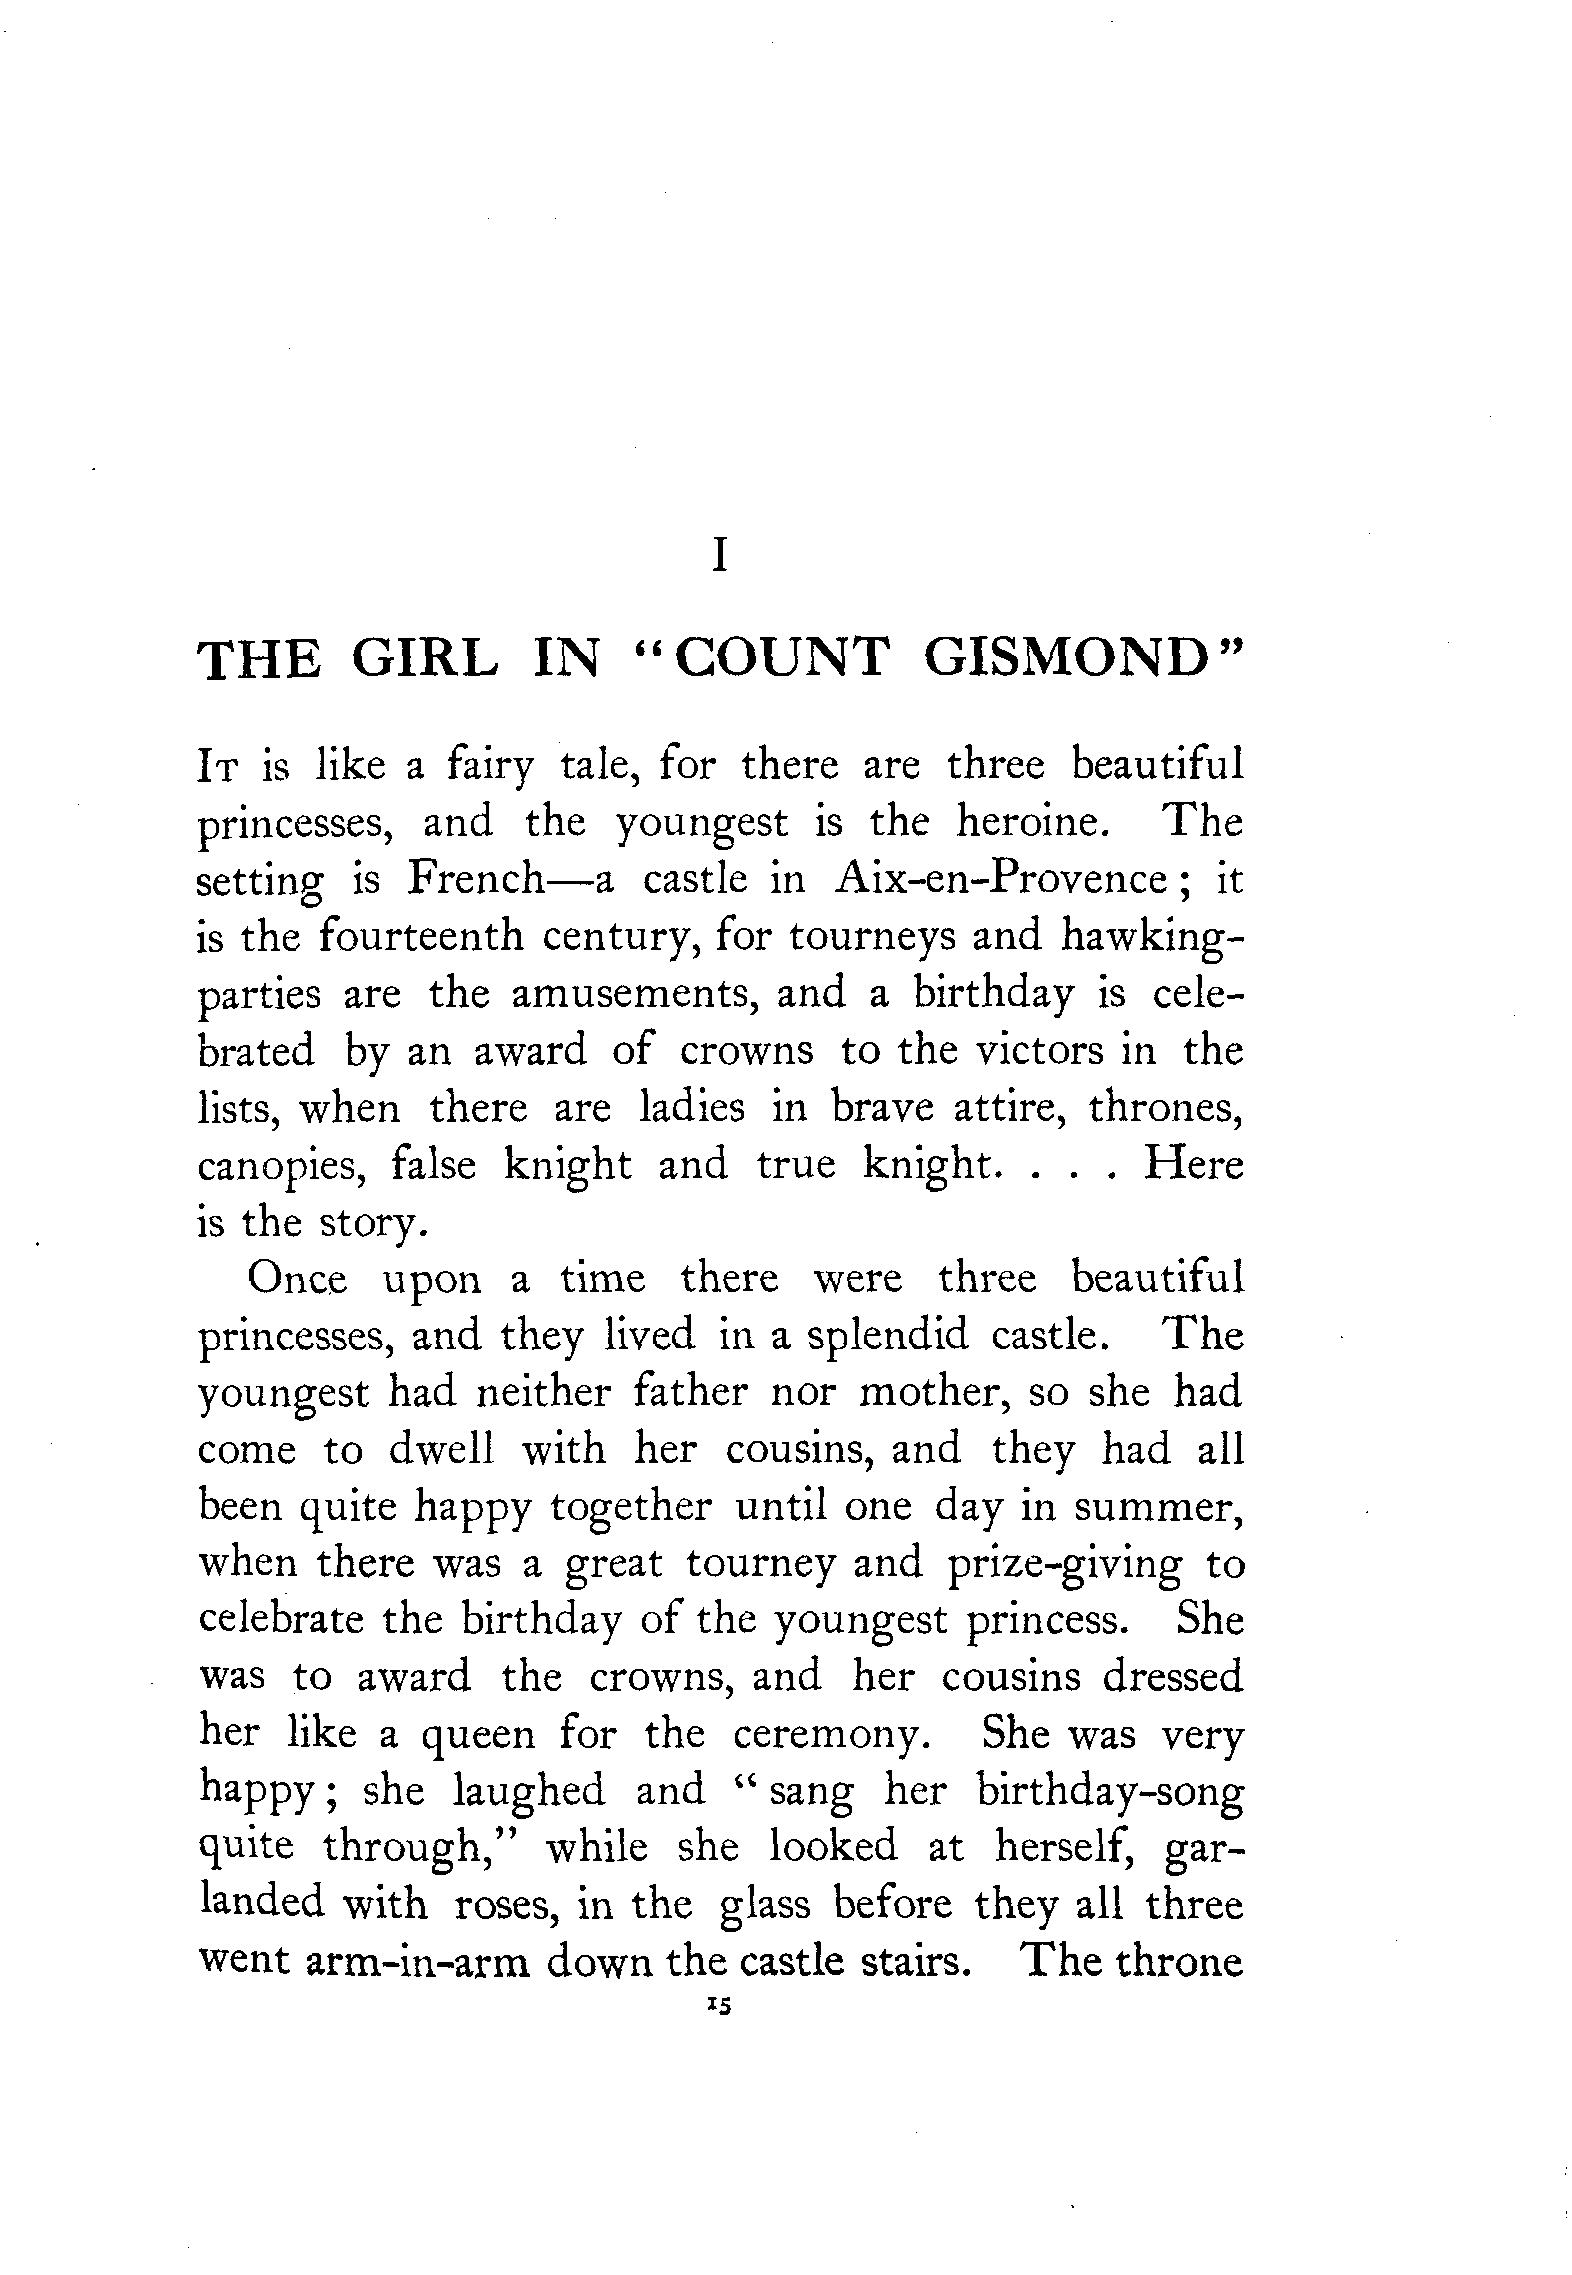 I
THE GIRL IN “COUNT GISMOND”
IT is like a fairy tale, for there are three beautiful
princesses, and the youngest is the heroine. The
setting is French—a castle in Aix-en-Provence; it
is the fourteenth century, for tourneys and hawking-
parties are the amusements, and a birthday is cele-
brated by an award of crowns to the victors in the
lists, when there are ladies in brave attire, thrones,
canopies, false knight and true knight. . . . Here
is the story.
Once upon a time there were three beautiful
princesses, and they lived in a splendid castle. The
youngest had neither father nor mother, so she had
come to dwell with her cousins, and they had all
been quite happy together until one day in summer,
when there was a great tourney and prize-giving to
celebrate the birthday of the youngest princess. She
was to award the crowns, and her cousins dressed
her like a queen for the ceremony. She was very
happy; she laughed and “sang her birthday-song
quite through,” while she looked at herself, gar-
landed with roses, in the glass before they all three
went arm-in-arm down the castle stairs. The throne
15